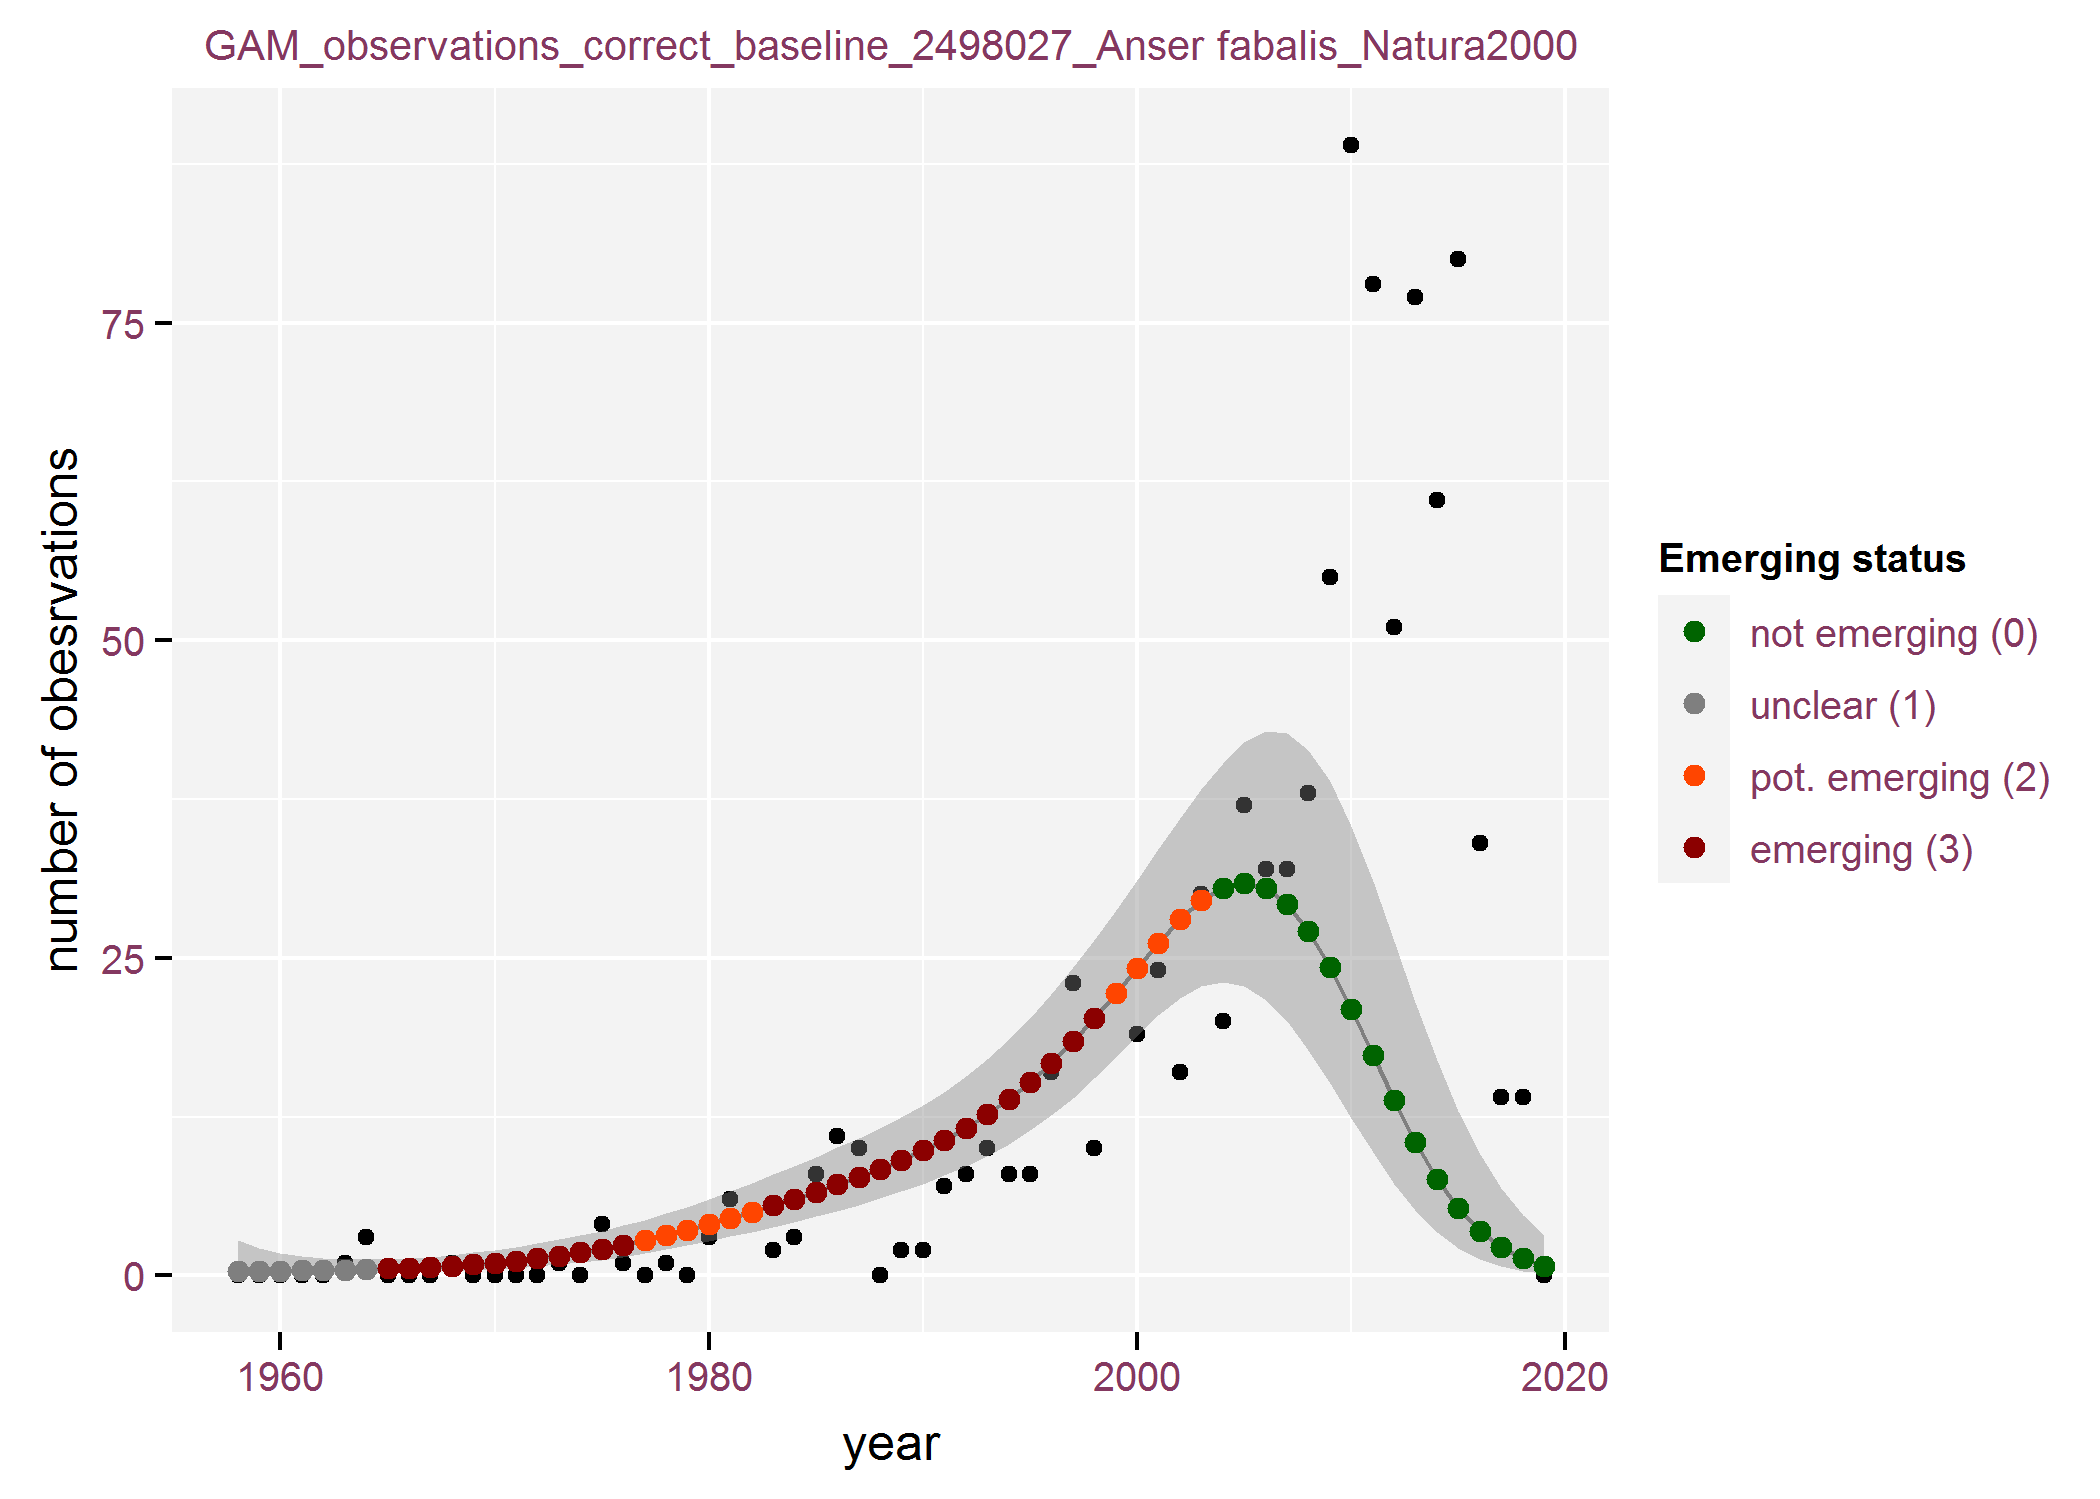 GAM_observations_correct_baseline_2498027_Anser fabalis_Natura2000
number of obesrvations
75
50
25
0
1960
1980
2000
2020
year
Emerging status
not emerging (0)
unclear (1)
pot. emerging (2)
emerging (3)